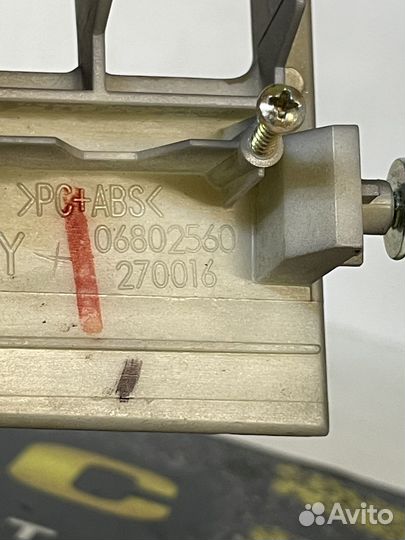 >PC+ABS<
Y 06802560
270016
C
T
Avito